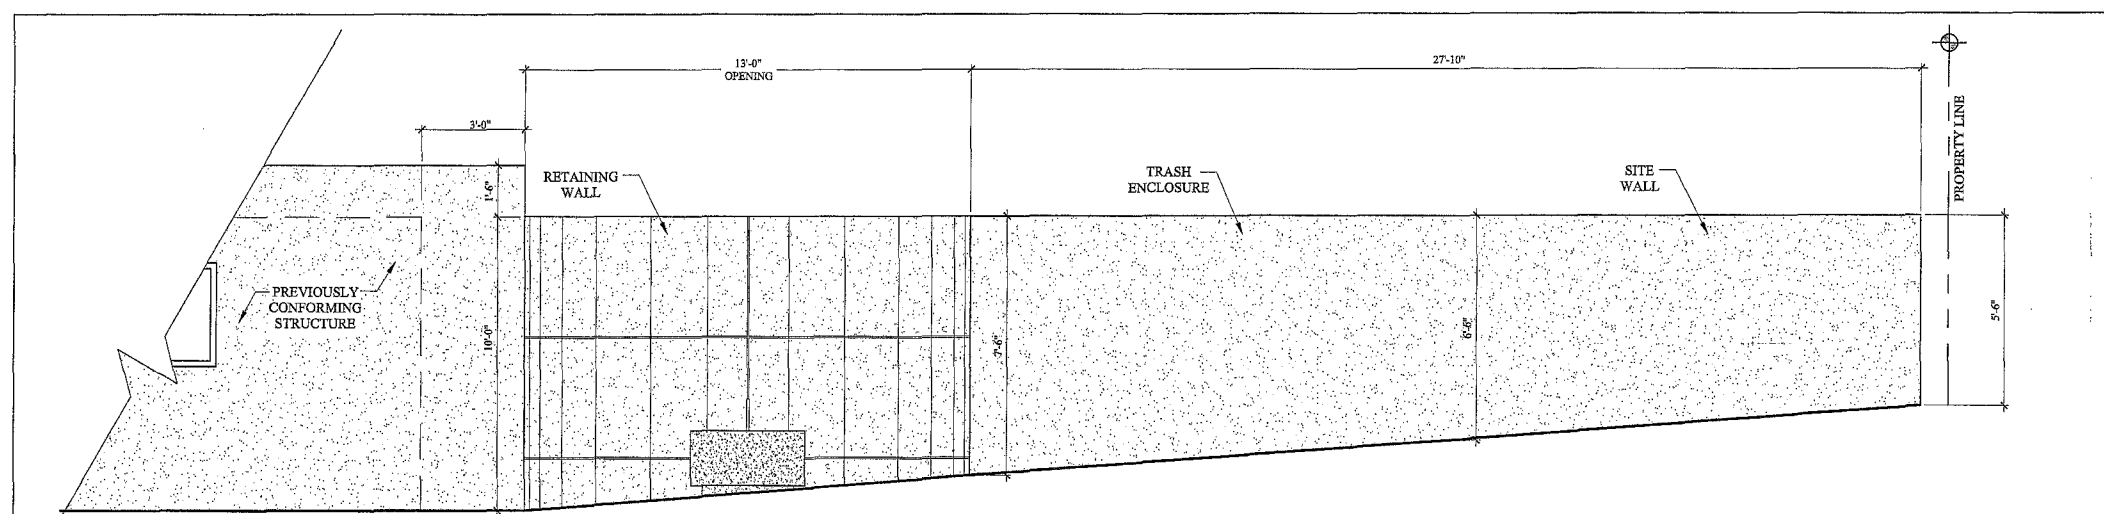 13'-0"
OPENING
27'-10"
3'-0"
PROPERTY LINE
1'-6"
RETAINING
WALL
TRASH
ENCLOSURE
SITE
WALL
PREVIOUSLY
CONFORMING
STRUCTURE
10'-0"
7'-6"
6'-6"
5'-6"